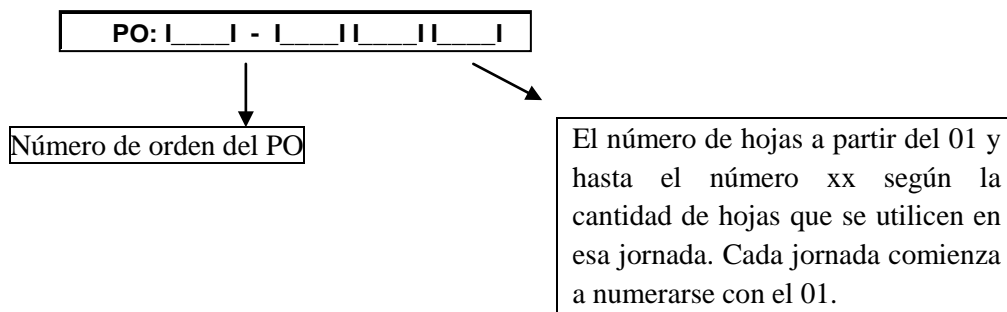 PO: I____I - I____I I____I I____I
Número de orden del PO
El número de hojas a partir del 01 y
hasta el número xx según la
cantidad de hojas que se utilicen en
esa jornada. Cada jornada comienza
a numerarse con el 01.